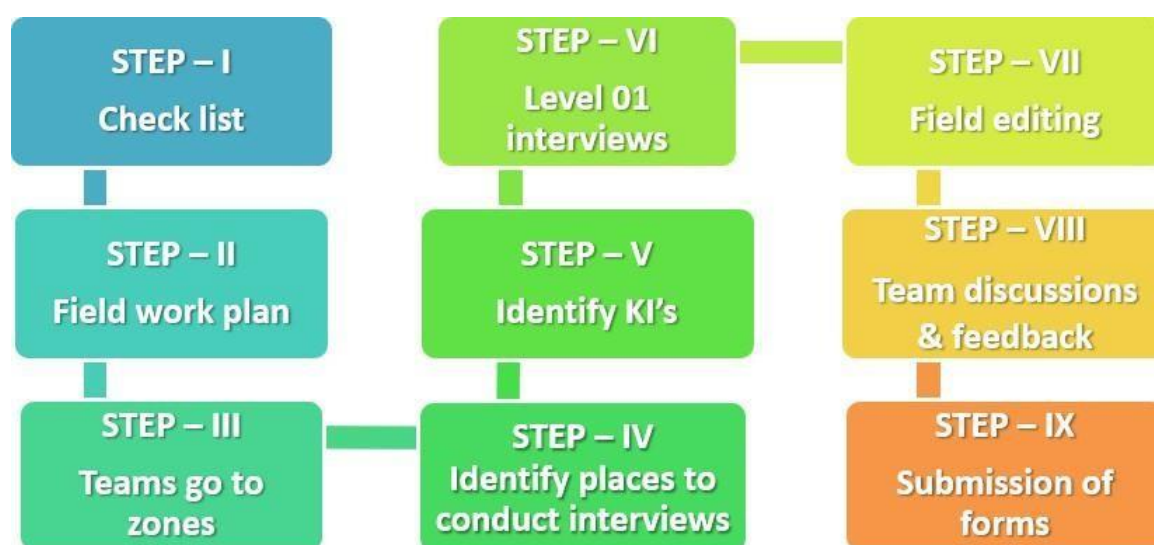 STEP – I
Check list
STEP – II
Field work plan
STEP – III
Teams go to
zones
STEP – IV
Identify places to
conduct interviews
STEP – V
Identify KI’s
STEP – VI
Level 01
interviews
STEP – VII
Field editing
STEP – VIII
Team discussions
& feedback
STEP – IX
Submission of
forms